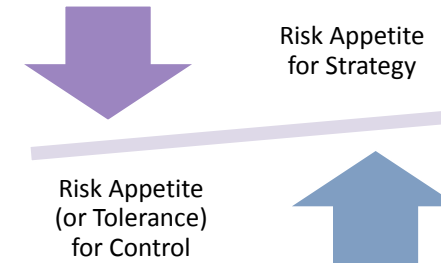 Risk Appetite
for Strategy
Risk Appetite
(or Tolerance)
for Control